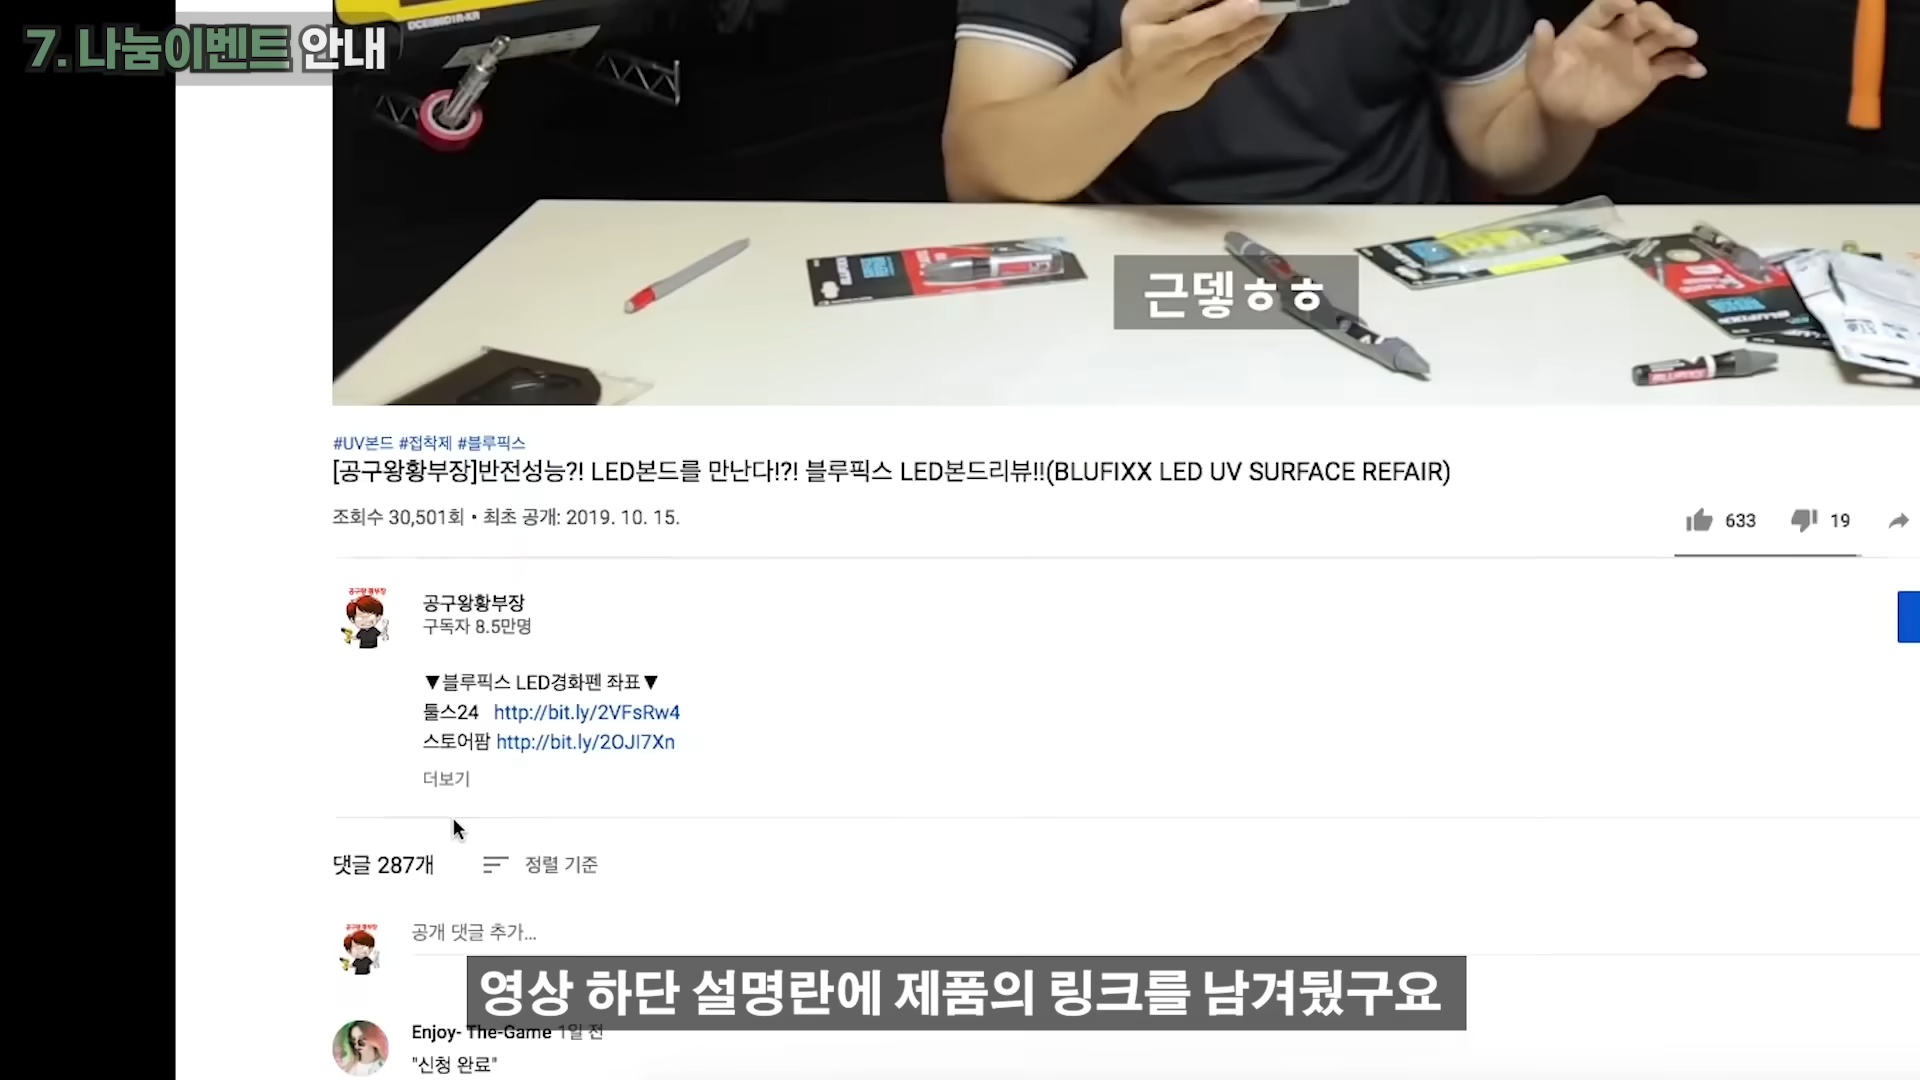 7. 나눔이벤트 안내
DCE088D1R-KR
근뎋ㅎㅎ
BLUFIXX
#UV본드 #접착제 #블루픽스
[공구왕황부장]반전성능?! LED본드를 만난다!?! 블루픽스 LED본드리뷰!!(BLUFIXX LED UV SURFACE REFAIR)
조회수 30,501회 • 최초 공개: 2019. 10. 15.
633
19
공구왕황부장
구독자 8.5만명
▼블루픽스 LED경화펜 좌표▼
툴스24 http://bit.ly/2VFsRw4
스토어팜 http://bit.ly/2OJI7Xn
더보기
댓글 287개
정렬 기준
공개 댓글 추가...
영상 하단 설명란에 제품의 링크를 남겨뒀구요
Enjoy- The-Game 1일 전
"신청 완료"